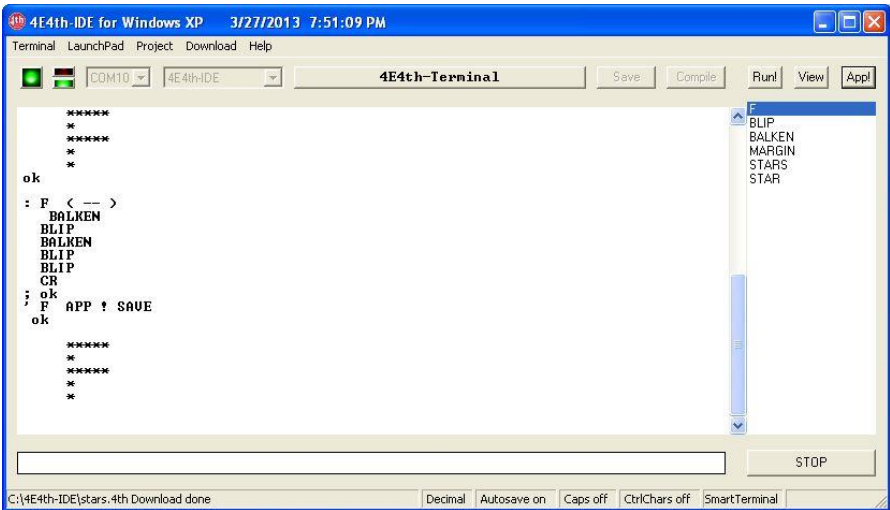 4th 4E4th-IDE for Windows XP 3/27/2013 7:51:09 PM
Terminal LaunchPad Project Download Help
COM10 4E4th-IDE 4E4th-Terminal Save Compile Run! View App!
*****
*
*****
*
*
ok
: F ( -- )
BALKEN
BLIP
BALKEN
BLIP
BLIP
CR
; ok
' F APP ! SAVE
ok
*****
*
*****
*
*
F
BLIP
BALKEN
MARGIN
STARS
STAR
STOP
C:\4E4th-IDE\stars.4th Download done Decimal Autosave on Caps off CtrlChars off SmartTerminal